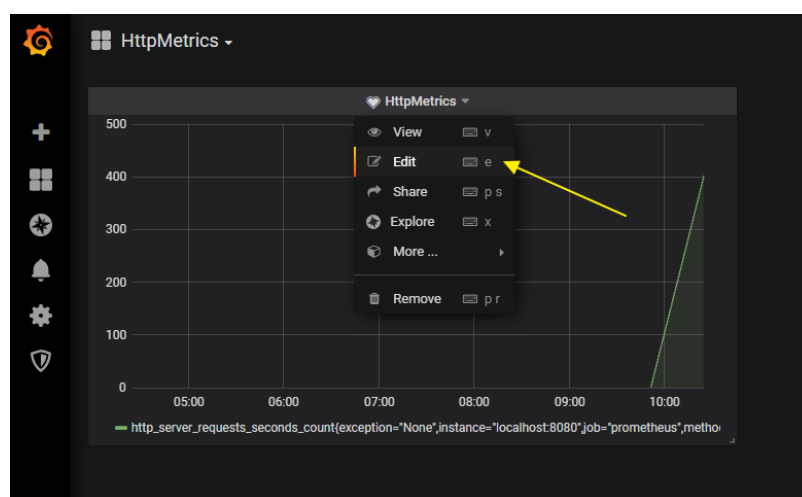 HttpMetrics
HttpMetrics
500
400
300
200
100
0
View v
Edit e
Share p s
Explore x
More ...
Remove p r
05:00 06:00 07:00 08:00 09:00 10:00
http_server_requests_seconds_count{exception="None",instance="localhost:8080",job="prometheus",metho